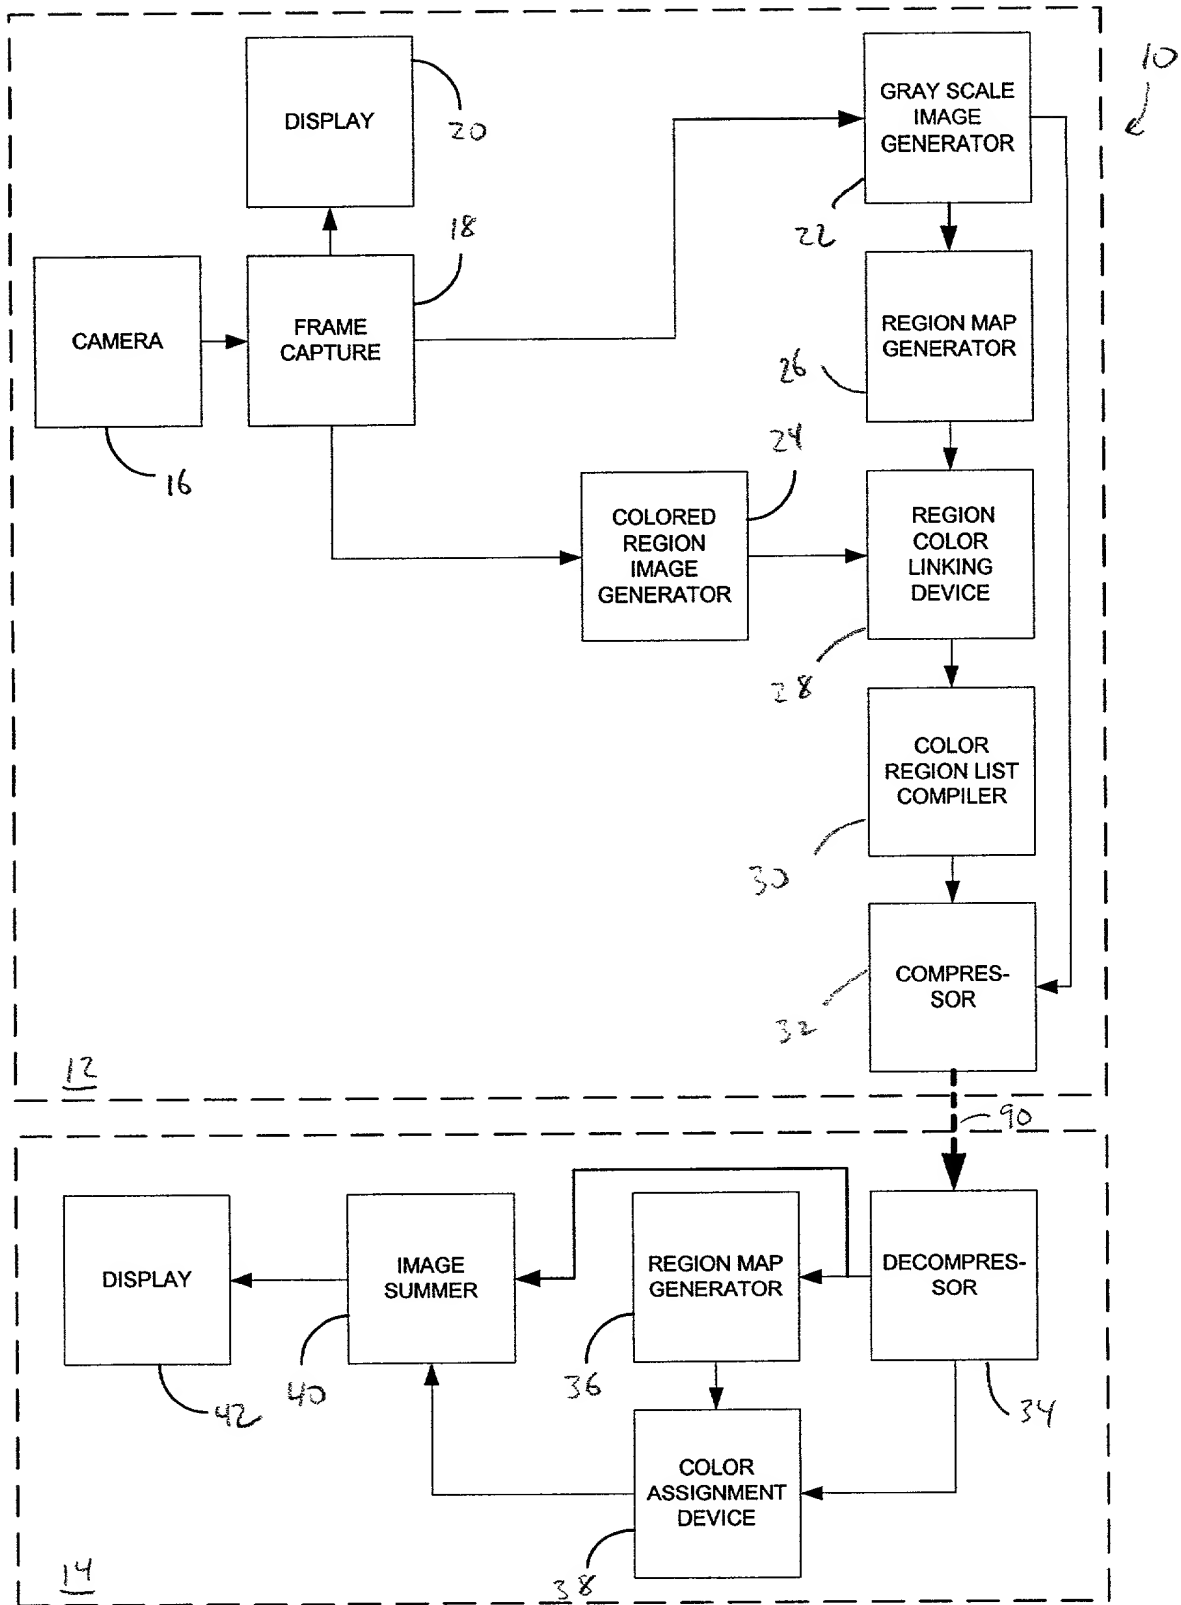 10
DISPLAY
20
GRAY SCALE
IMAGE
GENERATOR
22
CAMERA
16
FRAME
CAPTURE
18
REGION MAP
GENERATOR
26
COLORED
REGION
IMAGE
GENERATOR
24
REGION
COLOR
LINKING
DEVICE
28
COLOR
REGION LIST
COMPILER
30
COMPRES-
SOR
32
12
90
DISPLAY
42
IMAGE
SUMMER
40
REGION MAP
GENERATOR
36
DECOMPRES-
SOR
34
COLOR
ASSIGNMENT
DEVICE
38
14